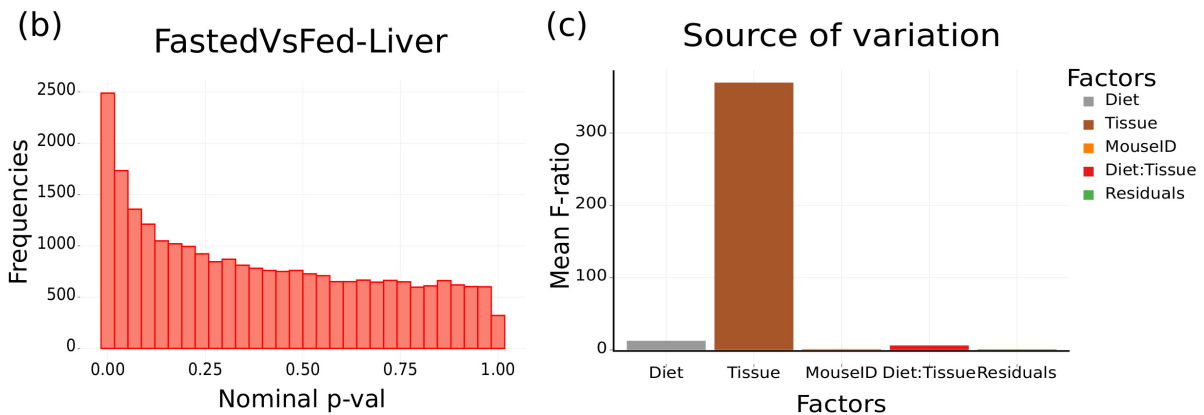 (b)
FastedVsFed-Liver
Frequencies
2500
2000
1500
1000
500
0
0.00 0.25 0.50 0.75 1.00
Nominal p-val
(c)
Source of variation
Mean F-ratio
300
200
100
0
Diet Tissue MouseID Diet:Tissue Residuals
Factors
Factors
Diet
Tissue
MouseID
Diet:Tissue
Residuals